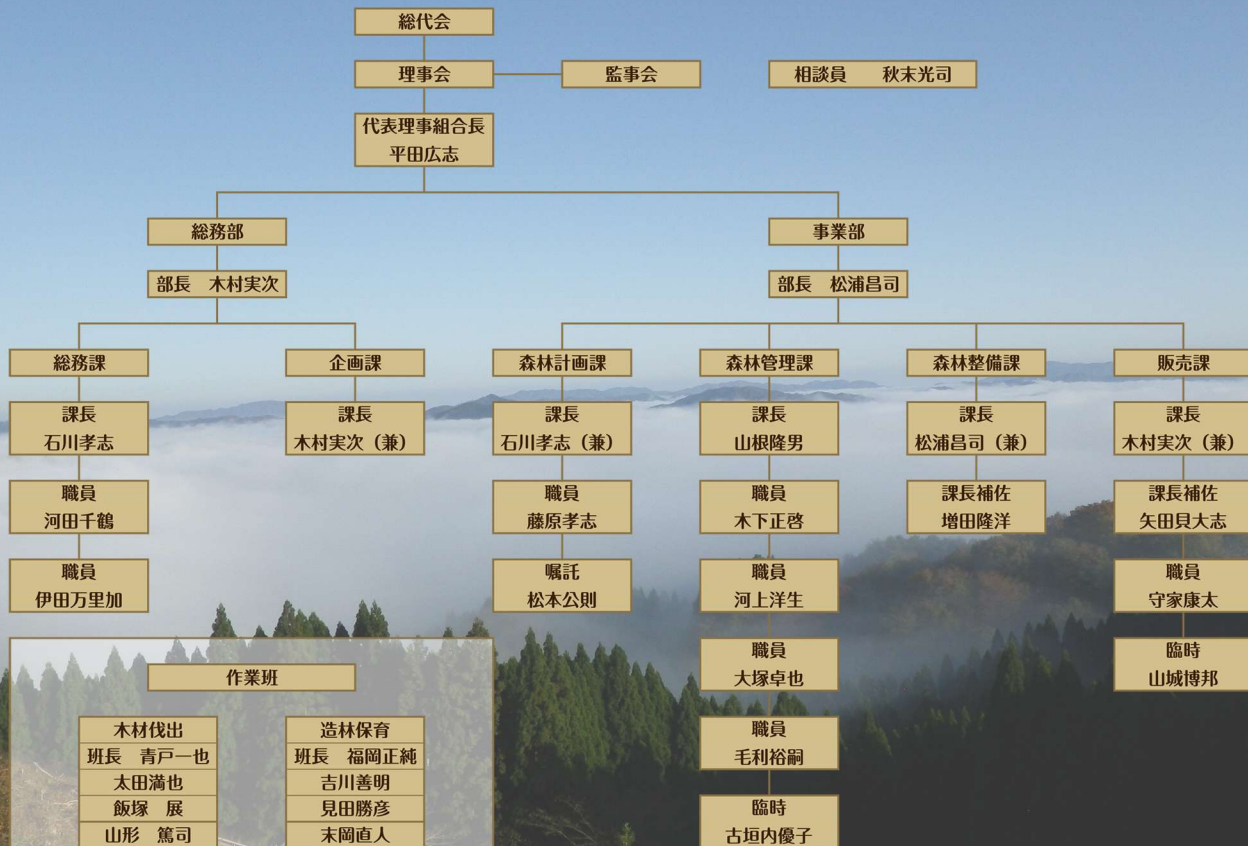 総代会
理事会
監事会
相談員　秋末光司
代表理事組合長
平田広志
総務部
部長　木村実次
事業部
部長　松浦昌司
総務課
課長
石川孝志
職員
河田千鶴
職員
伊田万里加
企画課
課長
木村実次（兼）
森林計画課
課長
石川孝志（兼）
職員
藤原孝志
嘱託
松本公則
森林管理課
課長
山根隆男
職員
木下正啓
職員
河上洋生
職員
大塚卓也
職員
毛利裕嗣
臨時
古垣内優子
森林整備課
課長
松浦昌司（兼）
課長補佐
増田隆洋
販売課
課長
木村実次（兼）
課長補佐
矢田貝大志
職員
守家康太
臨時
山城博邦
作業班
木材伐出
班長　青戸一也
太田満也
飯塚　展
山形　篤司
造林保育
班長　福岡正純
吉川善明
見田勝彦
末岡直人